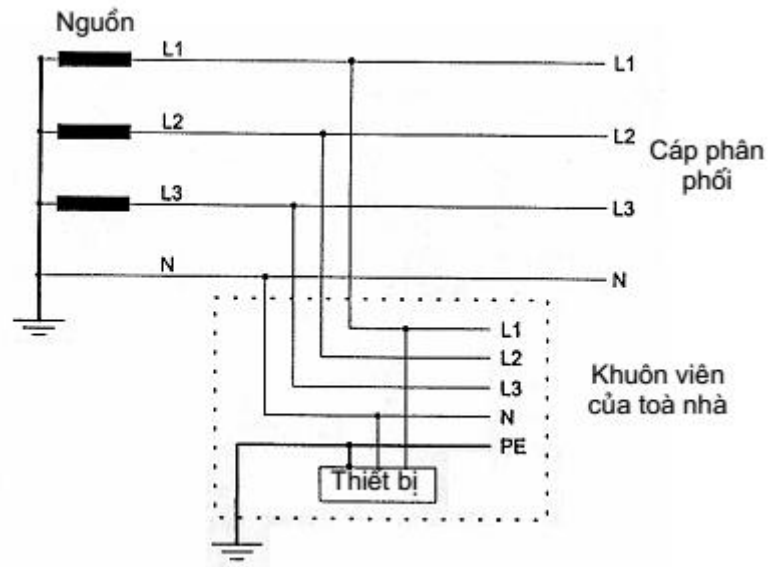 Nguồn
L1
L1
L2
L2
Cáp phân
phối
L3
L3
N
N
L1
L2
L3
Khuôn viên
của toà nhà
N
PE
Thiết bị